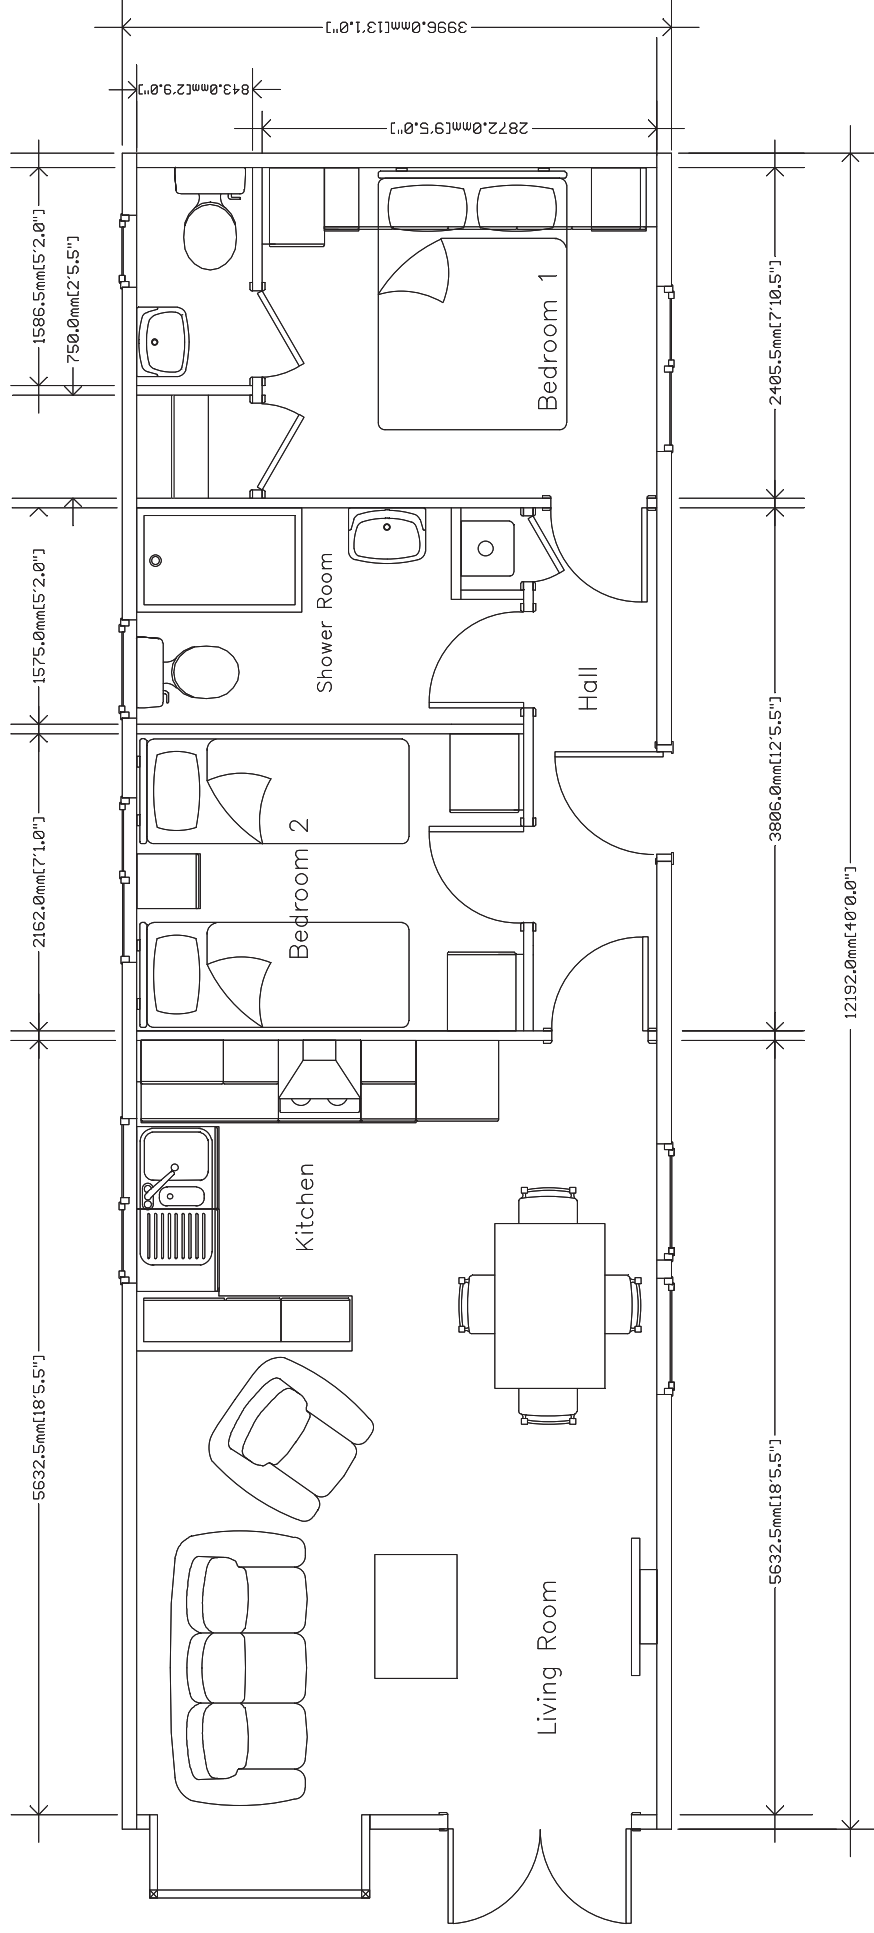 3996.0mm[13'1.0"]
843.0mm[2'9.0"]
2872.0mm[9'5.0"]
1586.5mm[5'2.0"]
750.0mm[2'5.5"]
2405.5mm[7'10.5"]
Bedroom 1
1575.0mm[5'2.0"]
Shower Room
Hall
3806.0mm[12'5.5"]
2162.0mm[7'1.0"]
Bedroom 2
12192.0mm[40'0.0"]
Kitchen
5632.5mm[18'5.5"]
5632.5mm[18'5.5"]
Living Room